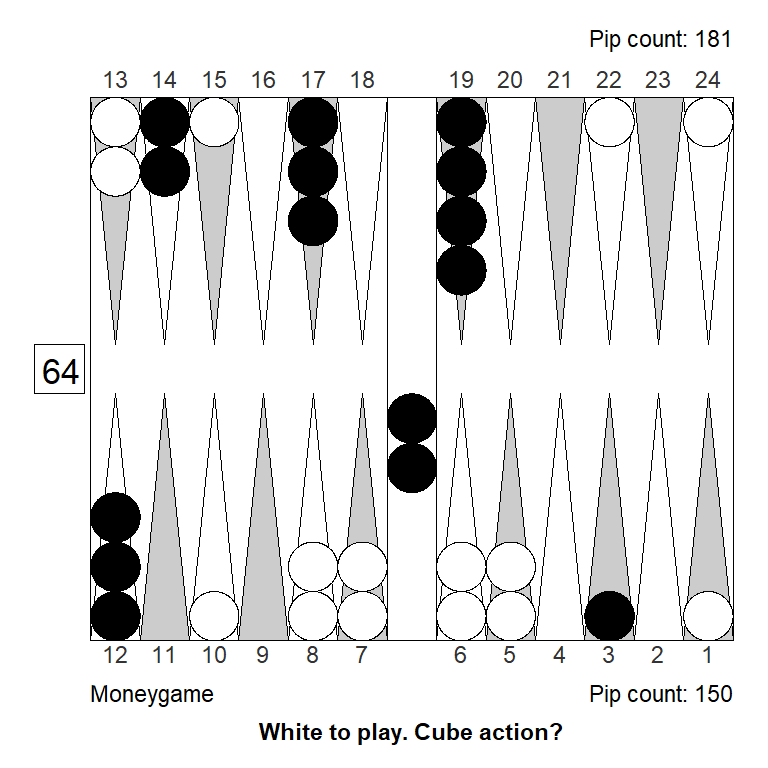 Pip count: 181
13 14 15 16 17 18 19 20 21 22 23 24
64
12 11 10 9 8 7 6 5 4 3 2 1
Moneygame Pip count: 150
White to play. Cube action?